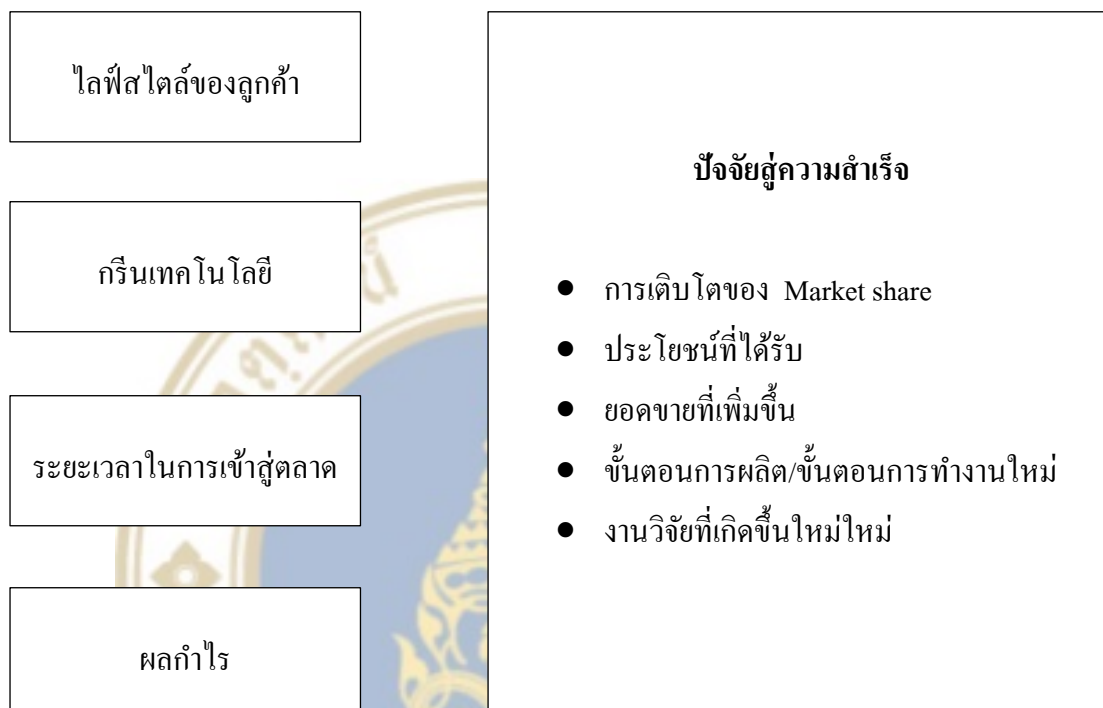 ไลฟ์สไตล์ของลูกค้า
กรีนเทคโนโลยี
ระยะเวลาในการเข้าสู่ตลาด
ผลกำไร
ปัจจัยสู่ความสำเร็จ
● การเติบโตของ Market share
● ประโยชน์ที่ได้รับ
● ยอดขายที่เพิ่มขึ้น
● ขั้นตอนการผลิต/ขั้นตอนการทำงานใหม่
● งานวิจัยที่เกิดขึ้นใหม่ใหม่